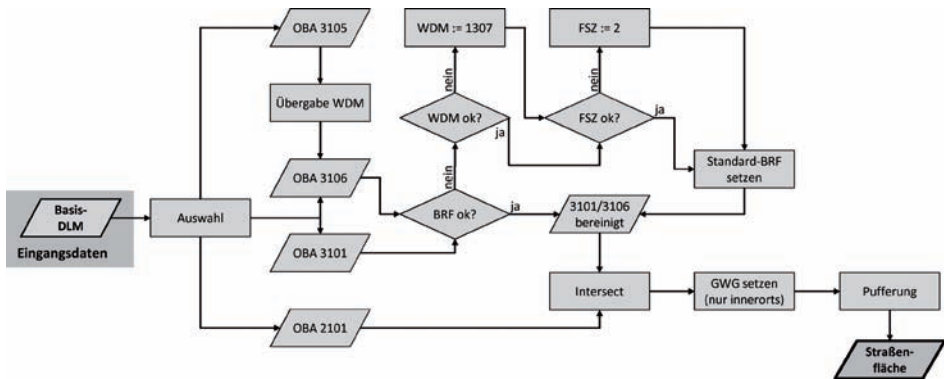 OBA 3105
WDM := 1307
FSZ := 2
nein
nein
Übergabe WDM
WDM ok?
ja
FSZ ok?
ja
Standard-BRF
setzen
nein
OBA 3106
Basis-
DLM
Eingangsdaten
Auswahl
BRF ok?
ja
3101/3106
bereinigt
OBA 3101
Intersect
GWG setzen
(nur innerorts)
Pufferung
OBA 2101
Straßen-
fläche